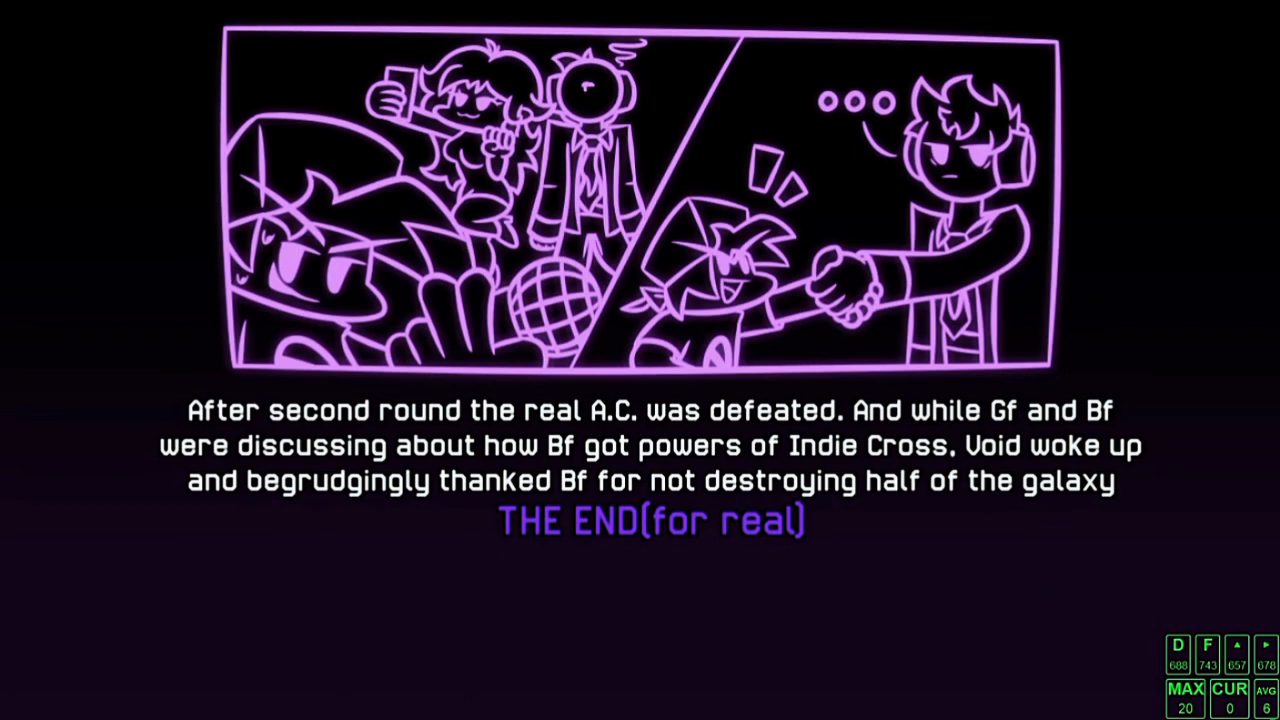 After second round the real A.C. was defeated. And while Gf and Bf
were discussing about how Bf got powers of Indie Cross, Void woke up
and begrudgingly thanked Bf for not destroying half of the galaxy
THE END(for real)
D F ▲ ►
688 743 657 678
MAX CUR AVG
20 0 6